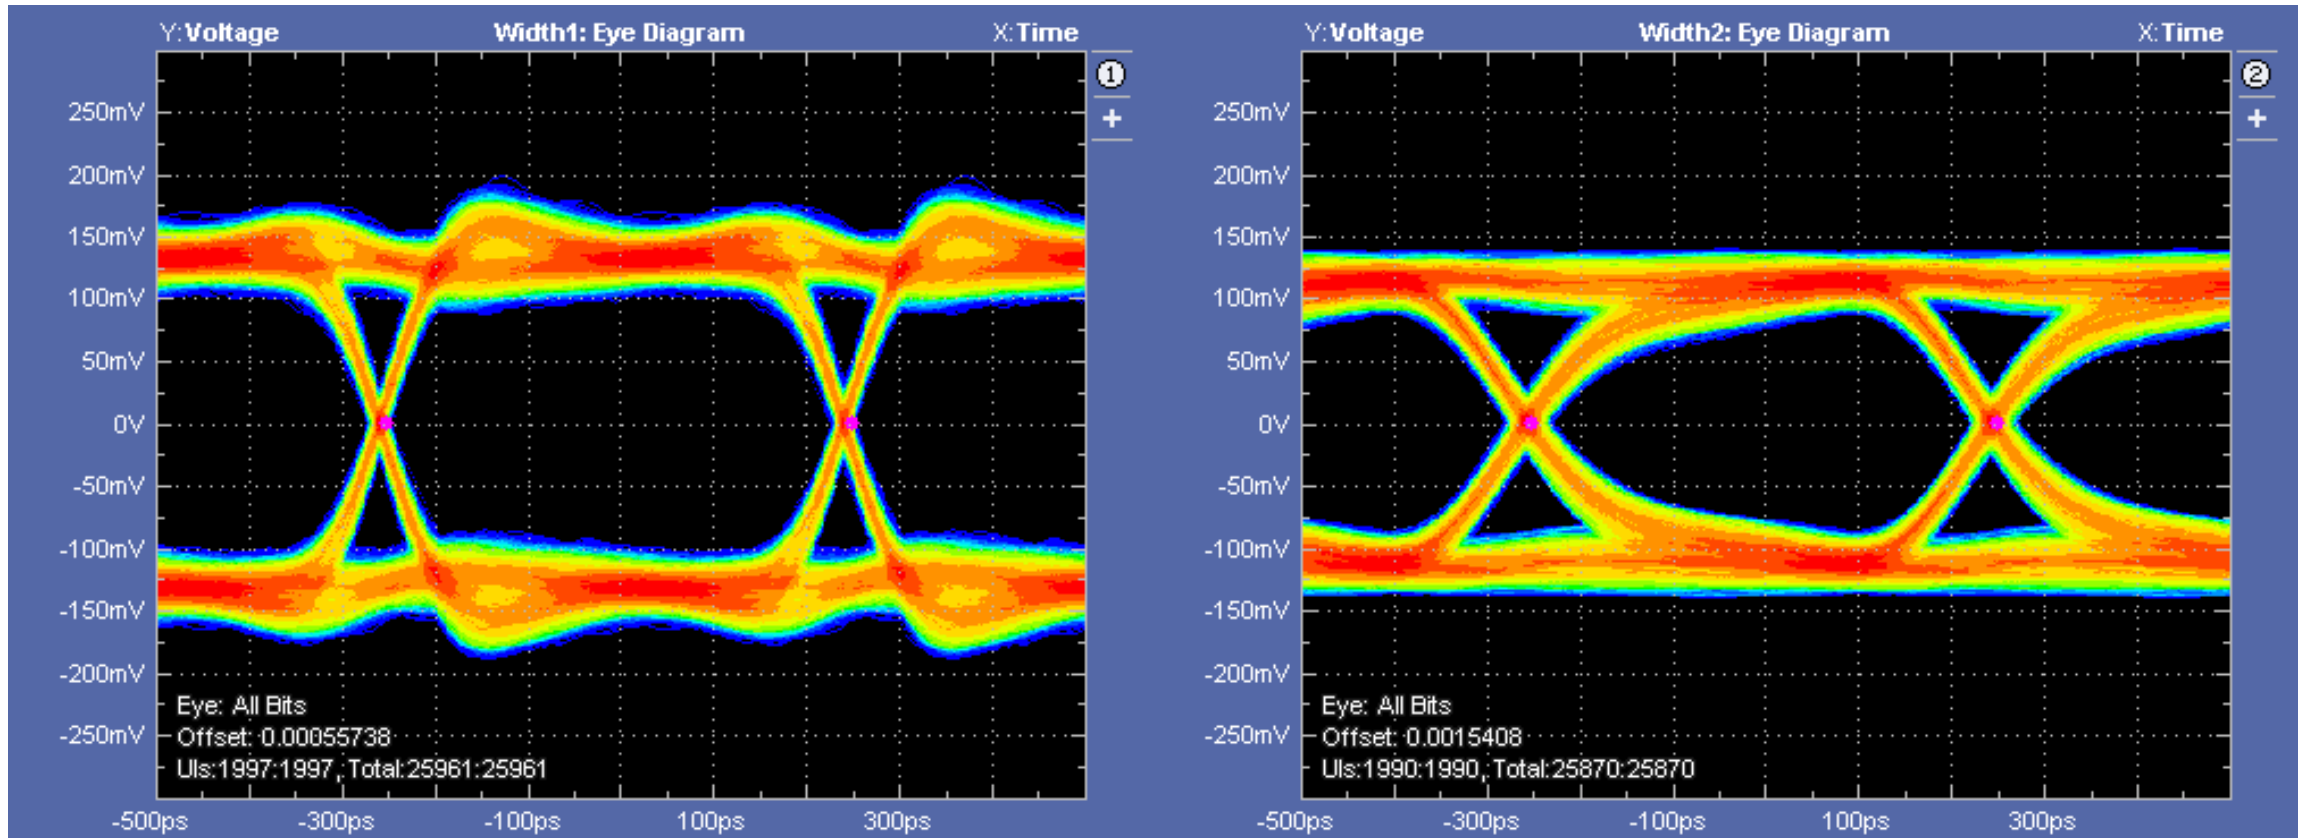 Y:Voltage Width1: Eye Diagram X:Time
1
+
250mV
200mV
150mV
100mV
50mV
0V
-50mV
-100mV
-150mV
-200mV
-250mV
Eye: All Bits
Offset: 0.00055738
UIs:1997:1997, Total:25961:25961
-500ps -300ps -100ps 100ps 300ps
Y:Voltage Width2: Eye Diagram X:Time
2
+
250mV
200mV
150mV
100mV
50mV
0V
-50mV
-100mV
-150mV
-200mV
-250mV
Eye: All Bits
Offset: 0.0015408
UIs:1990:1990, Total:25870:25870
-500ps -300ps -100ps 100ps 300ps